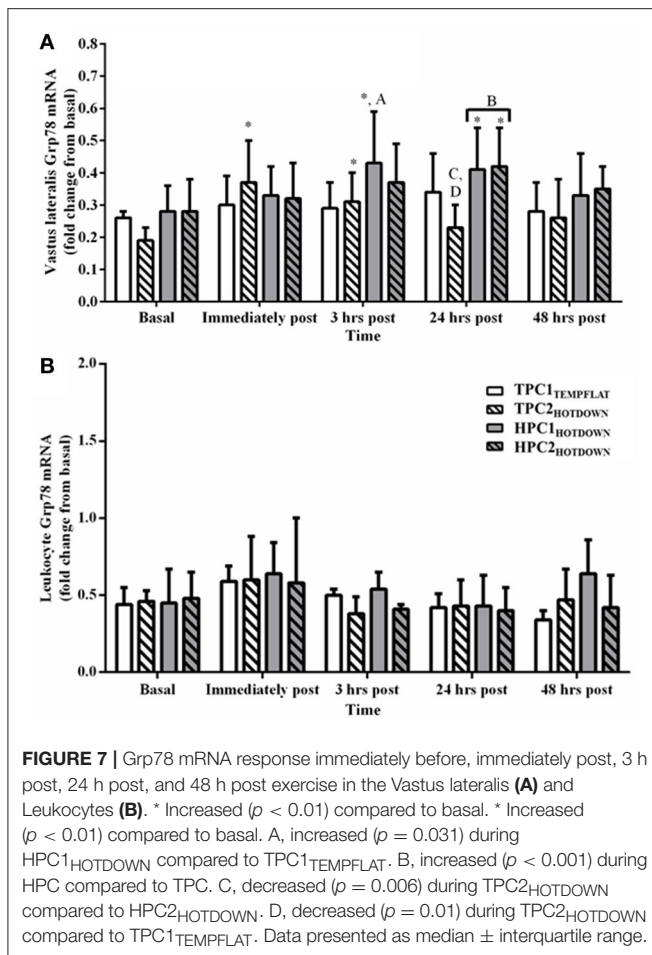 A
Vastus lateralis Grp78 mRNA
(fold change from basal)
0.8
0.7
0.6
0.5
0.4
0.3
0.2
0.1
0.0
*
*
*, A
C,
D
B
*
*
Basal
Immediately post
3 hrs post
24 hrs post
48 hrs post
Time
B
Leukocyte Grp78 mRNA
(fold change from basal)
2.0
1.5
1.0
0.5
0.0
TPC1TEMPFLAT
TPC2HOTDOWN
HPC1HOTDOWN
HPC2HOTDOWN
Basal
Immediately post
3 hrs post
24 hrs post
48 hrs post
Time
FIGURE 7 | Grp78 mRNA response immediately before, immediately post, 3 h
post, 24 h post, and 48 h post exercise in the Vastus lateralis (A) and
Leukocytes (B). * Increased (p < 0.01) compared to basal. * Increased
(p < 0.01) compared to basal. A, increased (p = 0.031) during
HPC1HOTDOWN compared to TPC1TEMPFLAT. B, increased (p < 0.001) during
HPC compared to TPC. C, decreased (p = 0.006) during TPC2HOTDOWN
compared to HPC2HOTDOWN. D, decreased (p = 0.01) during TPC2HOTDOWN
compared to TPC1TEMPFLAT. Data presented as median ± interquartile range.